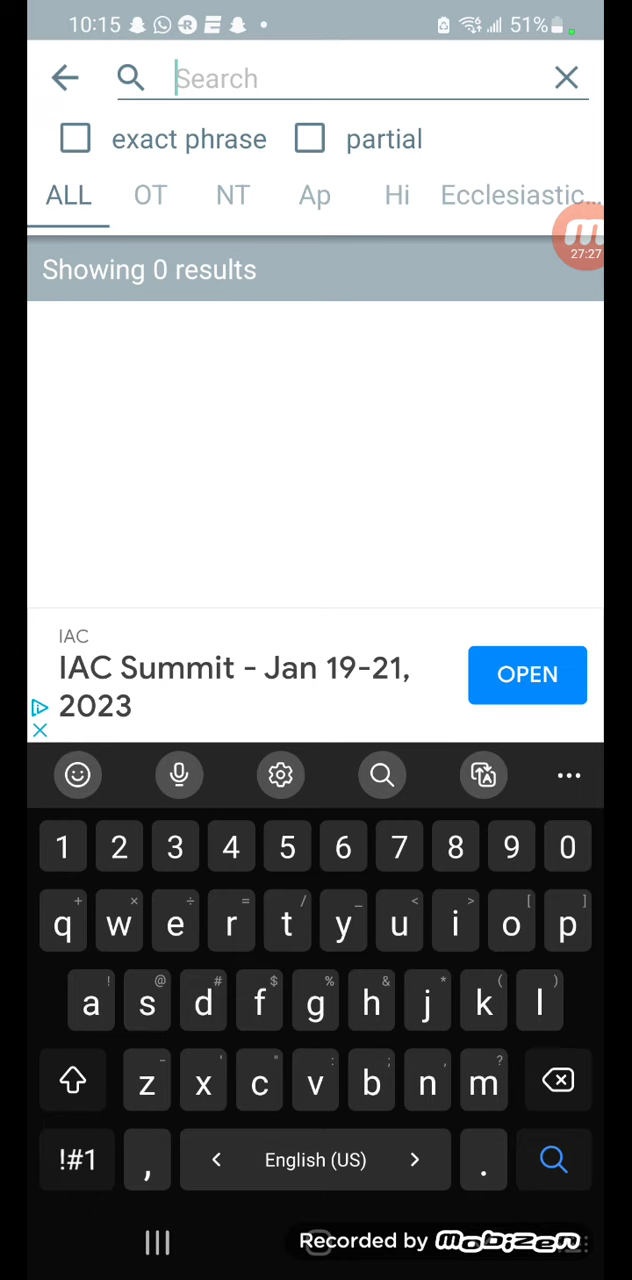 10:15 51%
Search
exact phrase partial
ALL OT NT Ap Hi Ecclesiastic...
27:27
Showing 0 results
IAC
IAC Summit - Jan 19-21,
2023
OPEN
1 2 3 4 5 6 7 8 9 0
+ × ÷ = / _ < > [ ]
q w e r t y u i o p
! @ # $ % & * ( )
a s d f g h j k l
- ' " : ; , ?
z x c v b n m
!#1 , < English (US) > .
Recorded by mobizen